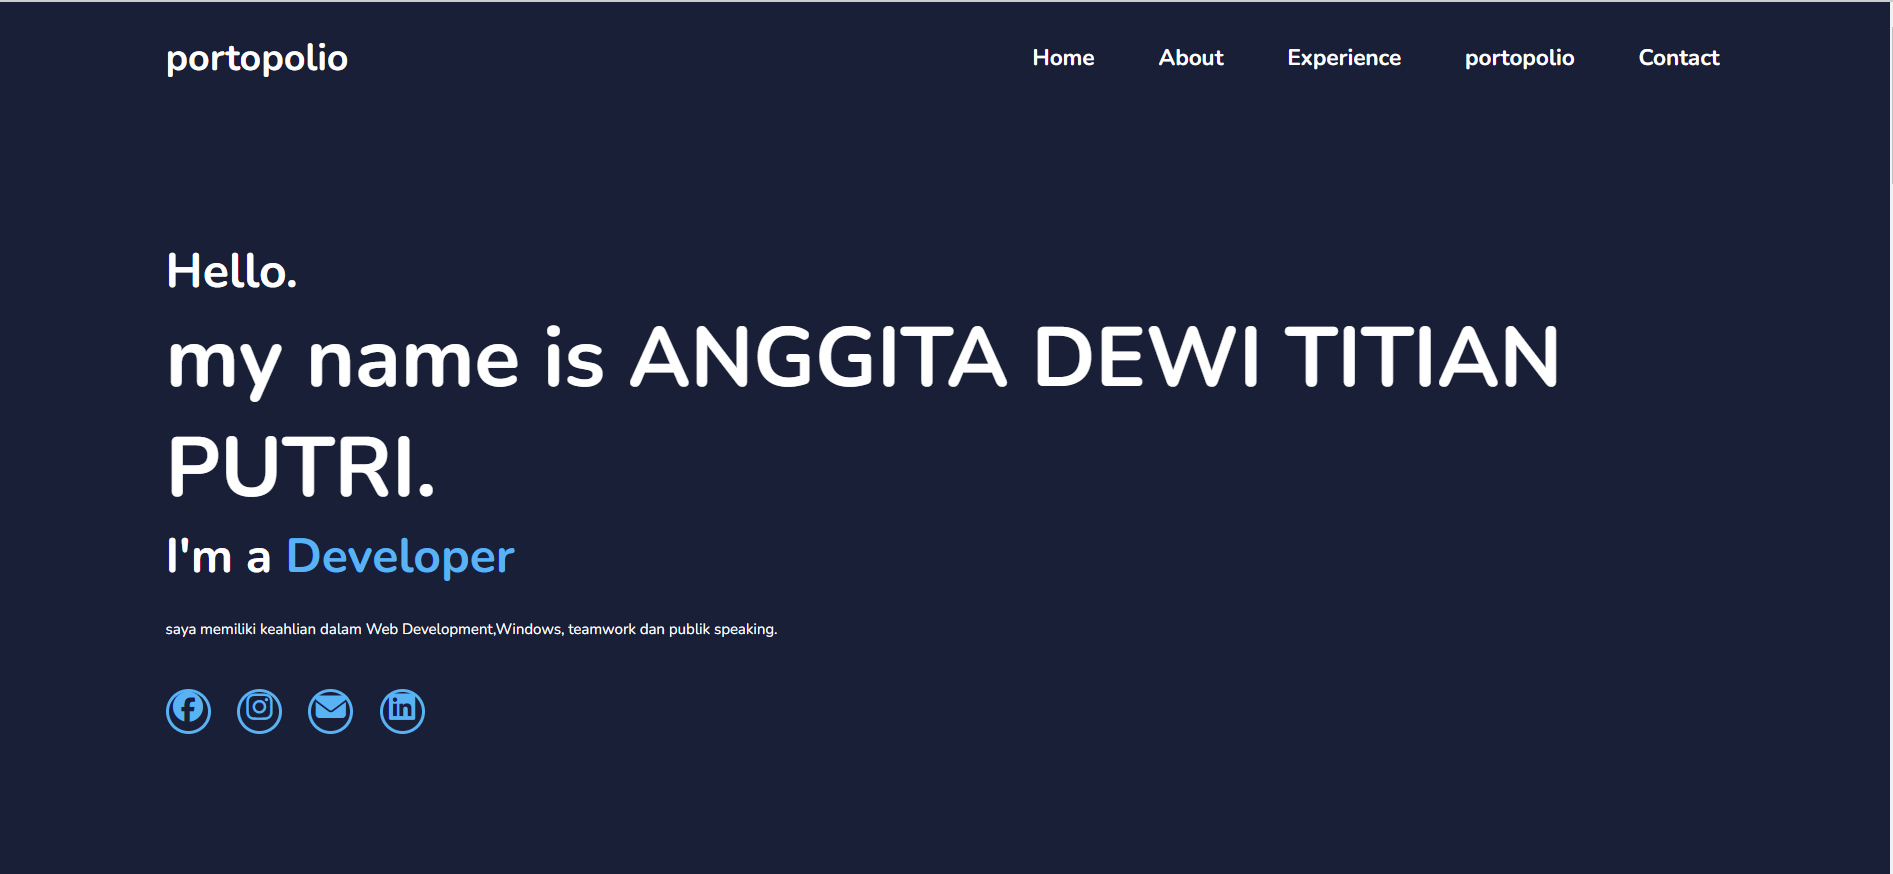 portopolio
Home About Experience portopolio Contact
Hello.
my name is ANGGITA DEWI TITIAN
PUTRI.
I'm a Developer
saya memiliki keahlian dalam Web Development,Windows, teamwork dan publik speaking.